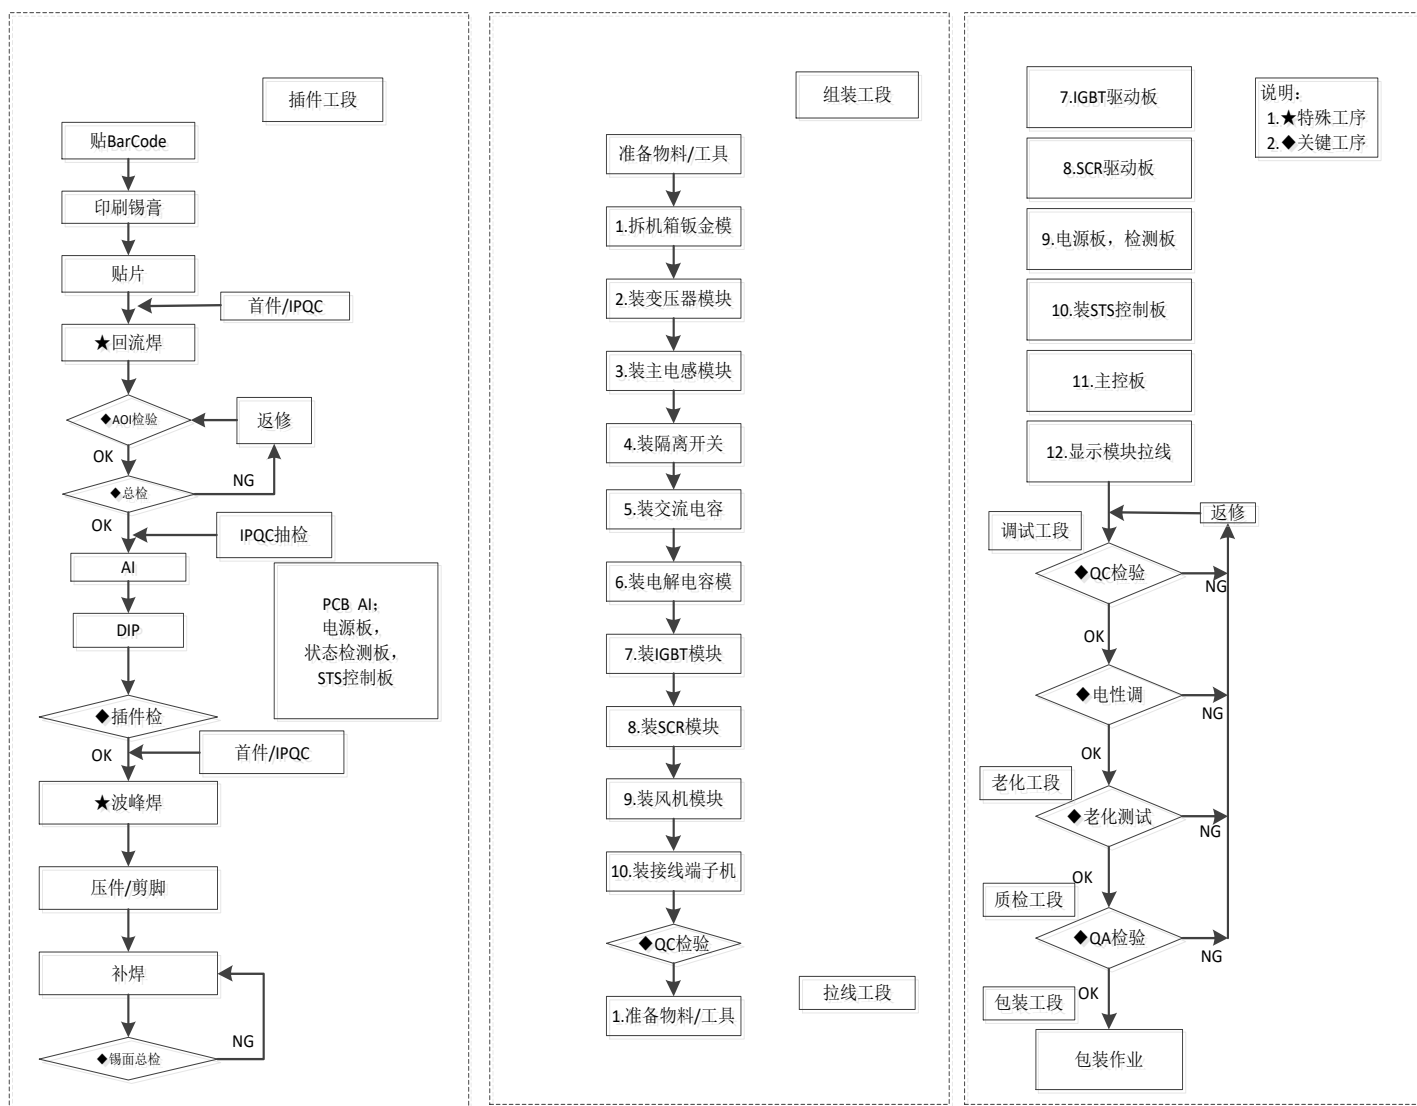 插件工段
贴BarCode
印刷锡膏
贴片
首件/IPQC
★回流焊
◆AOI检验
返修
OK
NG
◆总检
OK
IPQC抽检
AI
DIP
PCB AI；
电源板，
状态检测板，
STS控制板
◆插件检
OK
首件/IPQC
★波峰焊
压件/剪脚
补焊
NG
◆锡面总检
组装工段
准备物料/工具
1.拆机箱钣金模
2.装变压器模块
3.装主电感模块
4.装隔离开关
5.装交流电容
6.装电解电容模
7.装IGBT模块
8.装SCR模块
9.装风机模块
10.装接线端子机
◆QC检验
拉线工段
1.准备物料/工具
7.IGBT驱动板
说明：
1.★特殊工序
2.◆关键工序
8.SCR驱动板
9.电源板，检测板
10.装STS控制板
11.主控板
12.显示模块拉线
返修
调试工段
◆QC检验
NG
OK
◆电性调
NG
OK
老化工段
◆老化测试
NG
OK
质检工段
◆QA检验
NG
OK
包装工段
包装作业